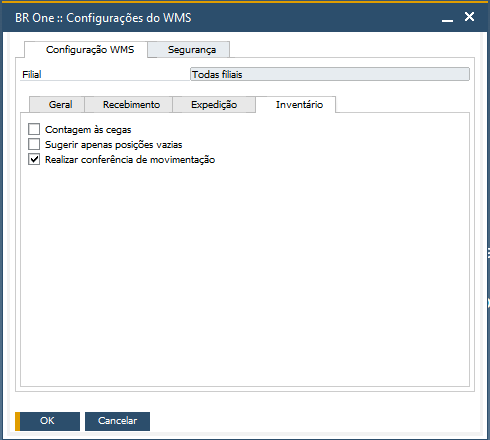 BR One :: Configurações do WMS
Configuração WMS Segurança
Filial Todas filiais
Geral Recebimento Expedição Inventário
Contagem às cegas
Sugerir apenas posições vazias
Realizar conferência de movimentação
OK Cancelar